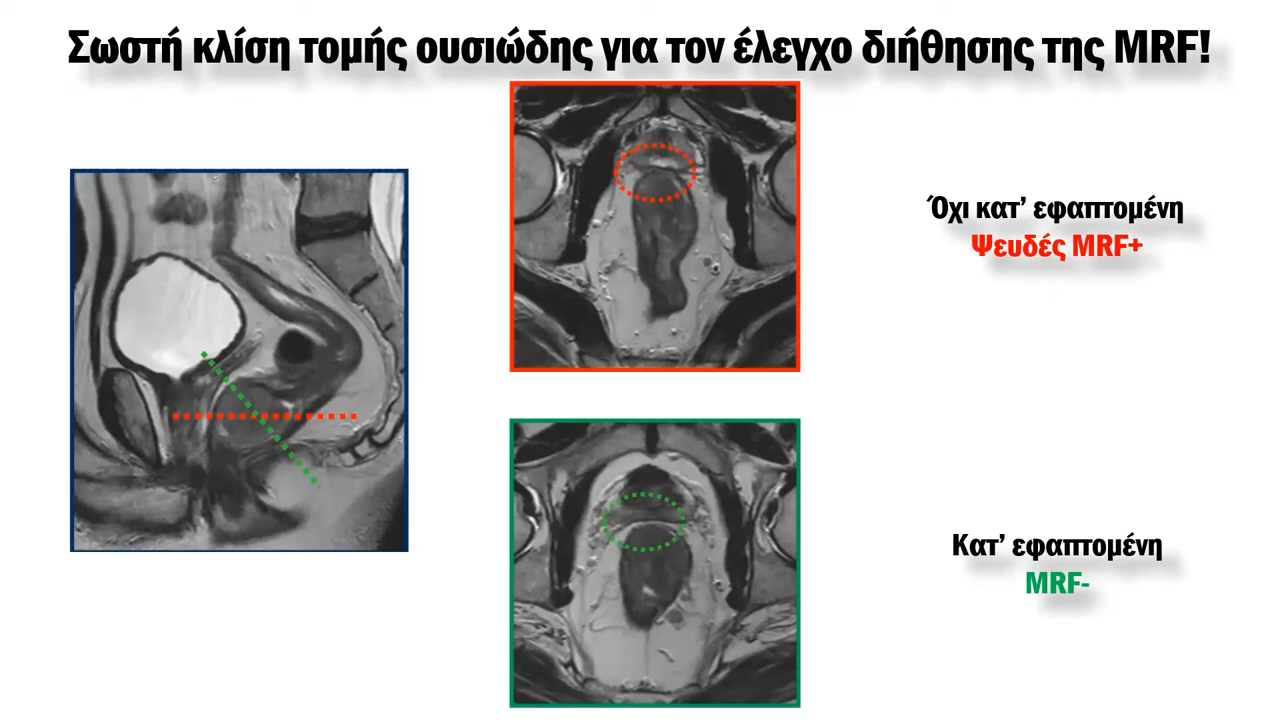 Σωστή κλίση τομής ουσιώδης για τον έλεγχο διήθησης της MRF!
Όχι κατ’ εφαπτομένη
Ψευδές MRF+
Κατ’ εφαπτομένη
MRF-